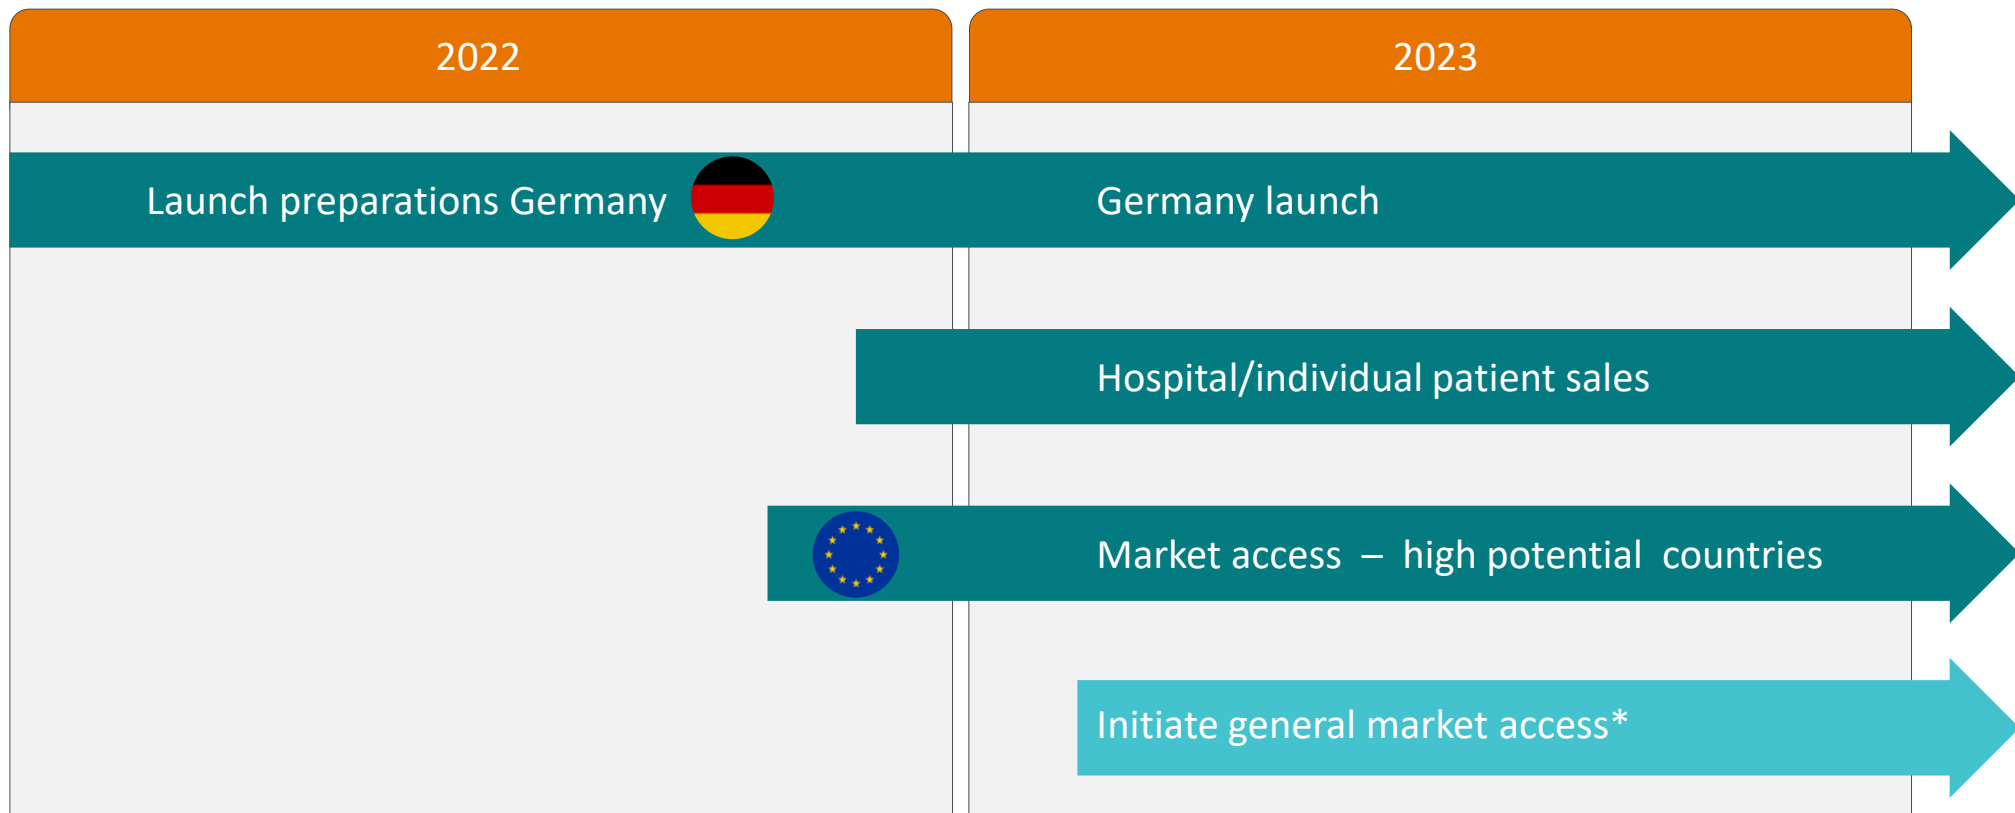 2022
2023
Launch preparations Germany
Germany launch
Hospital/individual patient sales
Market access – high potential countries
Initiate general market access*